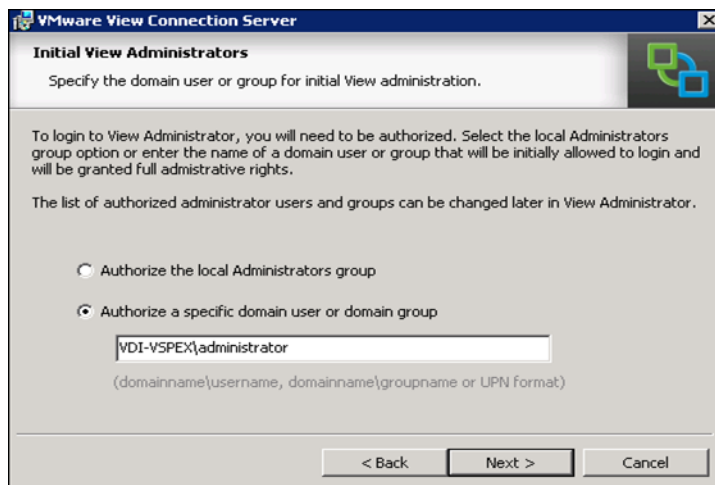 VMware View Connection Server
Initial View Administrators
Specify the domain user or group for initial View administration.
To login to View Administrator, you will need to be authorized. Select the local Administrators
group option or enter the name of a domain user or group that will be initially allowed to login and
will be granted full admistrative rights.
The list of authorized administrator users and groups can be changed later in View Administrator.
Authorize the local Administrators group
Authorize a specific domain user or domain group
VDI-VSPEX\administrator
(domainname\username, domainname\groupname or UPN format)
< Back Next > Cancel